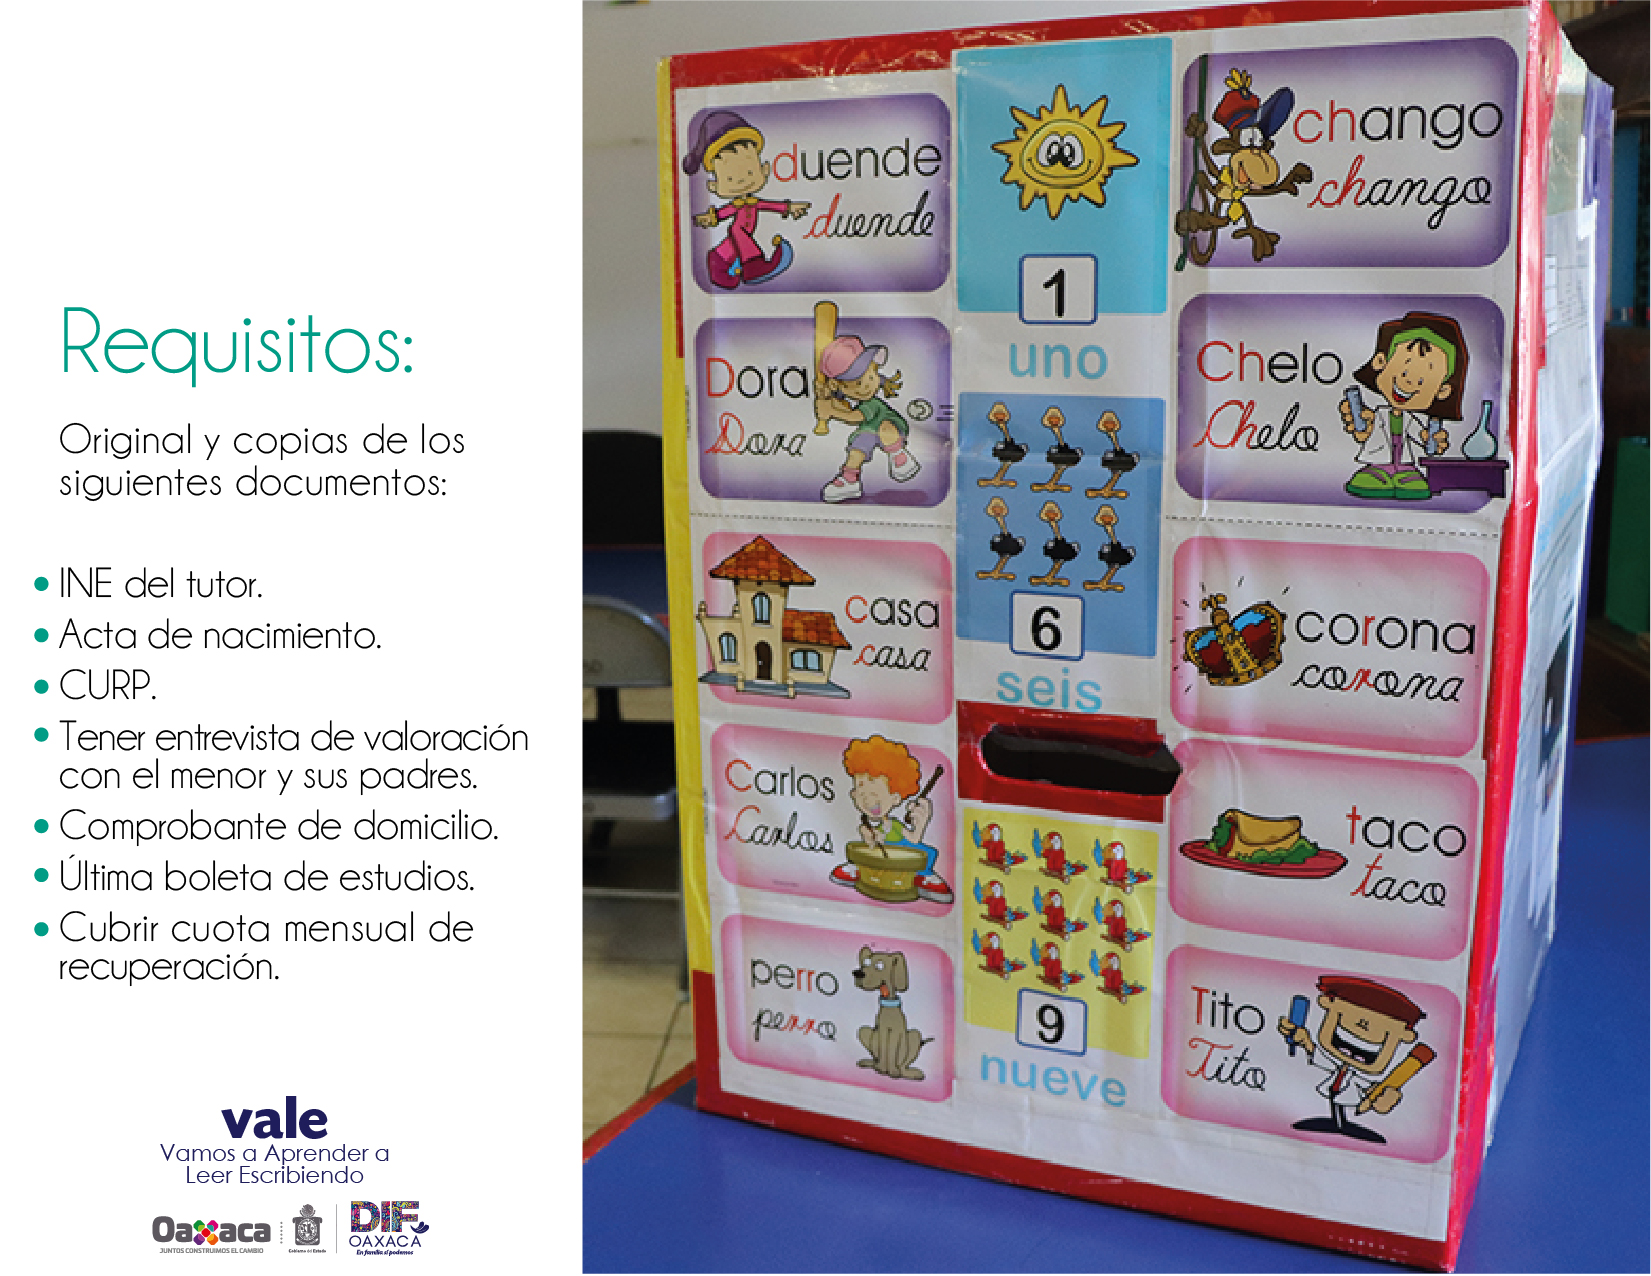 Requisitos:
Original y copias de los
siguientes documentos:
INE del tutor.
Acta de nacimiento.
CURP.
Tener entrevista de valoración
con el menor y sus padres.
Comprobante de domicilio.
Última boleta de estudios.
Cubrir cuota mensual de
recuperación.
vale
Vamos a Aprender a
Leer Escribiendo
Oaxaca
JUNTOS CONSTRUIMOS EL CAMBIO
Gobierno del Estado
DIF
OAXACA
En familia sí podemos
duende
duende
Dora
Dora
casa
casa
Carlos
Carlos
perro
perro
1
uno
6
seis
9
nueve
chango
chango
Chelo
Chelo
corona
corona
taco
taco
Tito
Tito